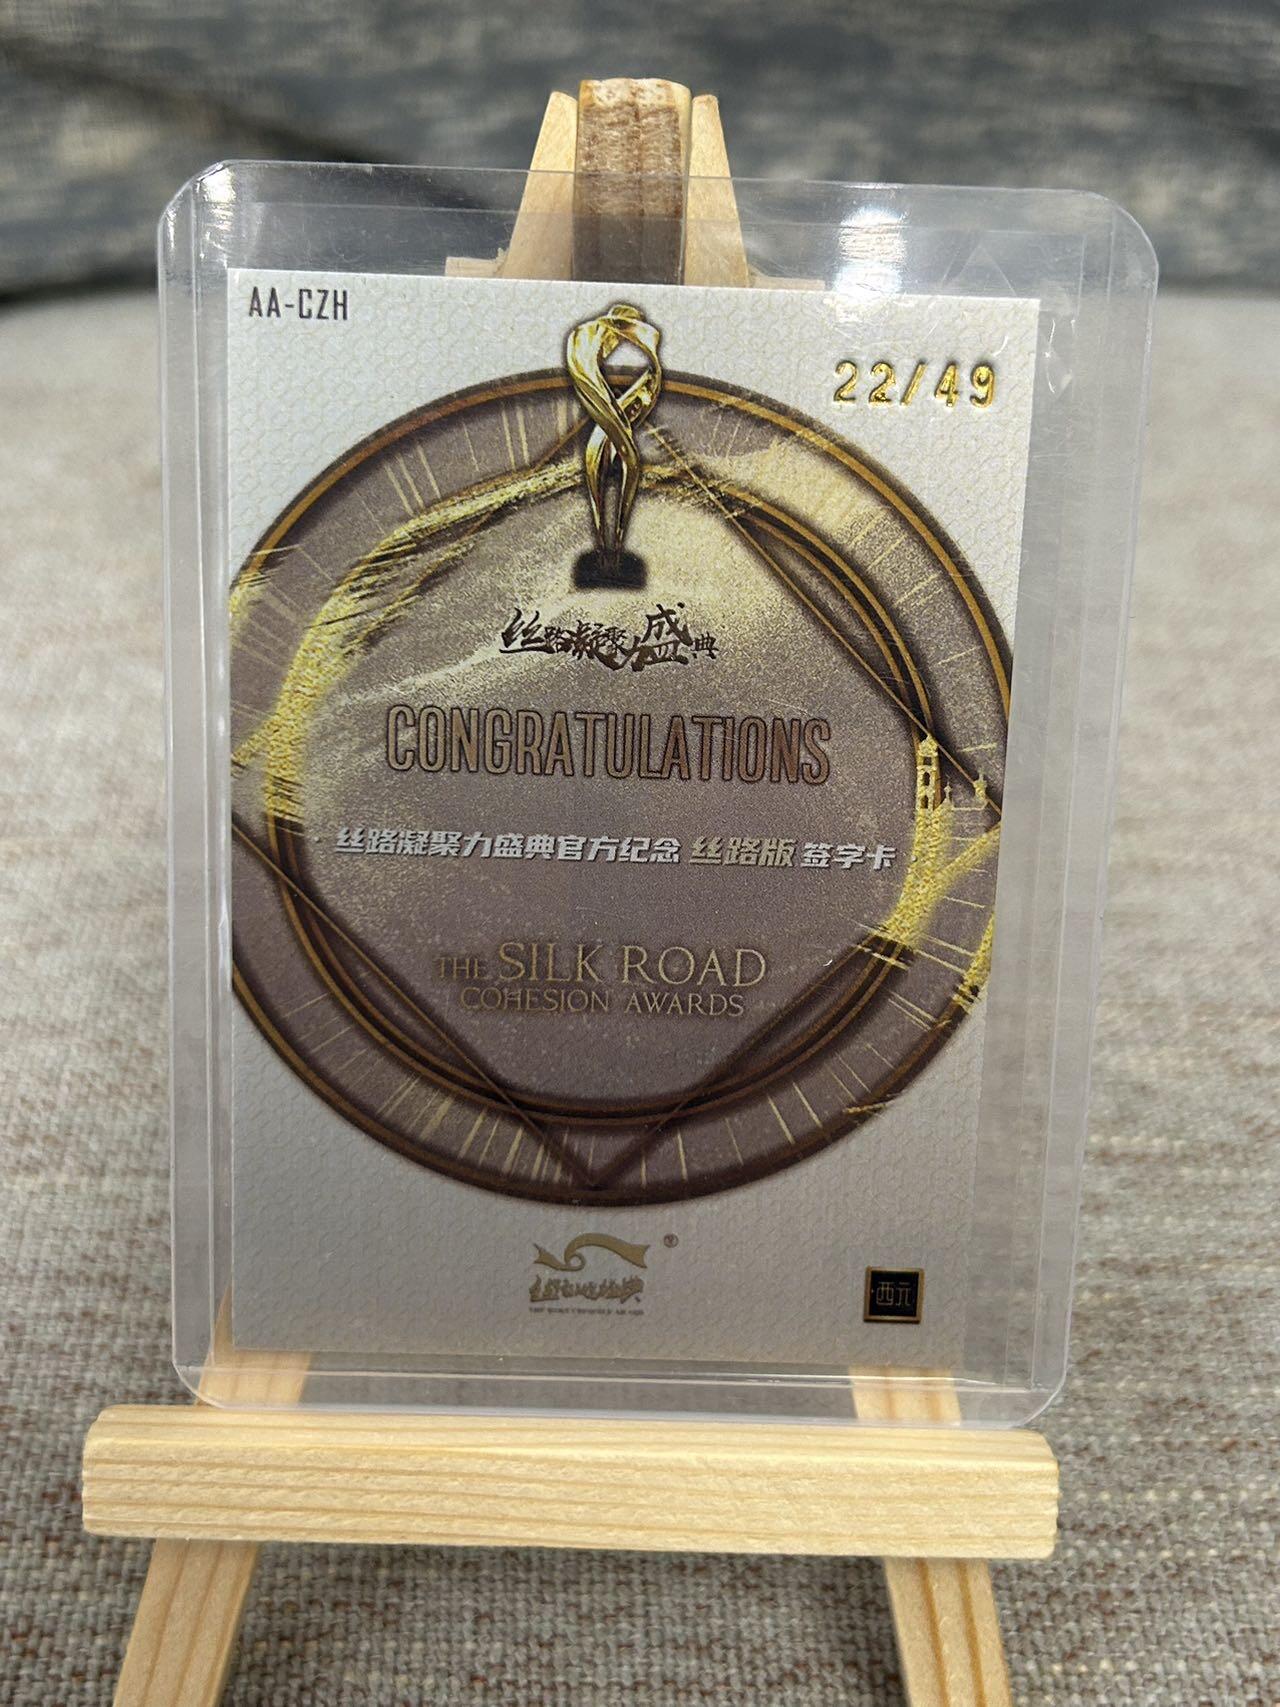 AA-CZH
22/49
丝路凝聚力盛典
CONGRATULATIONS
· 丝路凝聚力盛典官方纪念 丝路版 签字卡 ·
THE SILK ROAD
COHESION AWARDS
®
西元